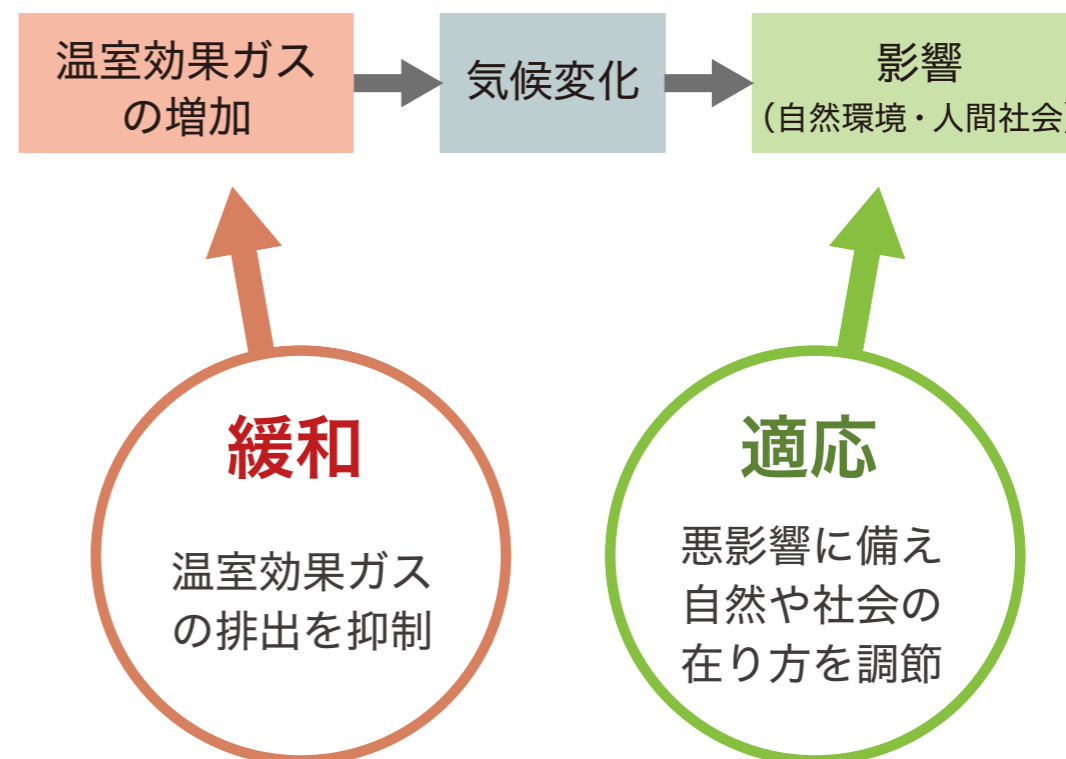 温室効果ガス
の増加
気候変化
影響
（自然環境・人間社会）
緩和
温室効果ガス
の排出を抑制
適応
悪影響に備え
自然や社会の
在り方を調節